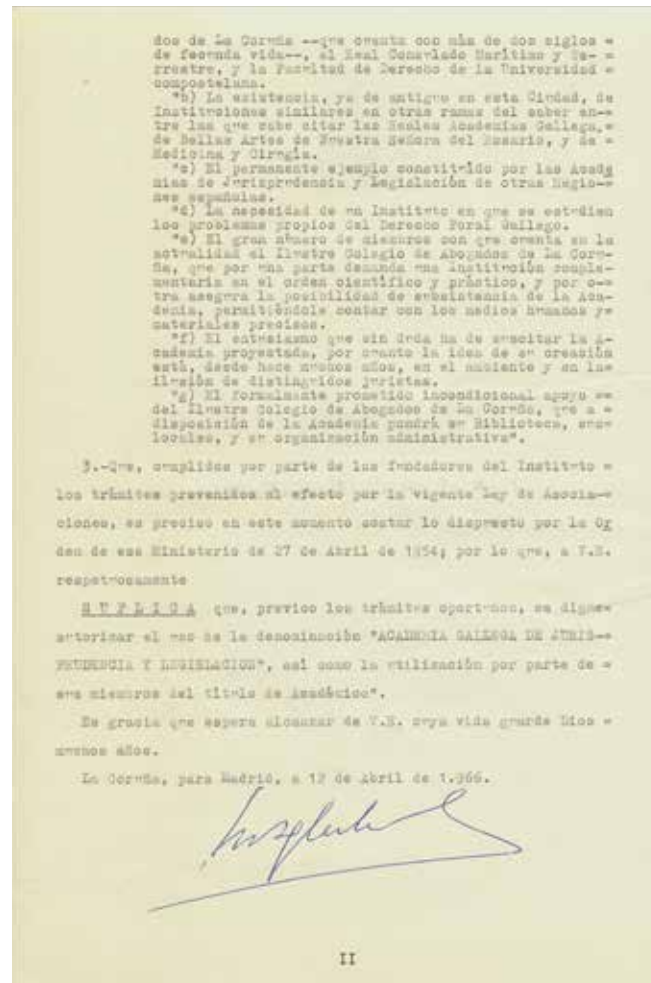 dos de La Coruña --que cuenta con más de dos siglos =
de fecunda vida--, el Real Consulado Marítimo y Te- =
rrestre, y la Facultad de Derecho de la Universidad =
compostelana.
"b) La existencia, ya de antiguo en esta Ciudad, de
Instituciones similares en otras ramas del saber en-
tre las que cabe citar las Reales Academias Gallega,=
de Bellas Artes de Nuestra Señora del Rosario, y de =
Medicina y Cirugía.
"c) El permanente ejemplo constituído por las Acade
mias de Jurisprudencia y Legislación de otras Regio-=
nes españolas.
"d) La necesidad de un Instituto en que se estudien
los problemas propios del Derecho Foral Gallego.
"e) El gran número de miembros con que cuenta en la
actualidad el Ilustre Colegio de Abogados de La Coru-
ña, que por una parte demanda una Institución comple-
mentaria en el orden científico y práctico, y por o-=
tra asegura la posibilidad de subsistencia de la Aca-
demia, permitiéndole contar con los medios humanos y=
materiales precisos.
"f) El entusiasmo que sin duda ha de suscitar la A-
cademia proyectada, por cuanto la idea de su creación
está, desde hace muchos años, en el ambiente y en la=
ilusión de distinguidos juristas.
"g) El formalmente prometido incondicional apoyo ==
del Ilustre Colegio de Abogados de La Coruña, que a =
disposición de la Academia pondrá su Biblioteca, sus=
locales, y su organización administrativa".
3.-Que, cumplidos por parte de los fundadores del Instituto =
los trámites prevenidos al efecto por la vigente Ley de Asocia-=
ciones, es preciso en este momento contar lo dispuesto por la Or
den de ese Ministerio de 27 de Abril de 1954; por lo que, a V.E.
respetuosamente
S U P L I C A que, previos los trámites oportunos, se digne=
autorizar el uso de la denominación "ACADEMIA GALLEGA DE JURIS-=
PRUDENCIA Y LEGISLACION", así como la utilización por parte de =
sus miembros del título de Académico".
Es gracia que espera alcanzar de V.E. cuya vida guarde Dios =
muchos años.
La Coruña, para Madrid, a 12 de Abril de 1.966.
II